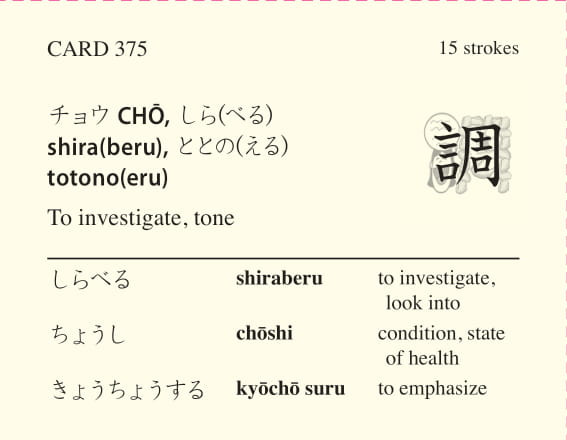 CARD 375
15 strokes
チョウ CHŌ, しら(べる)
shira(beru), ととの(える)
totono(eru)
調
To investigate, tone
しらべる shiraberu to investigate,
look into
ちょうし chōshi condition, state
of health
きょうちょうする kyōchō suru to emphasize